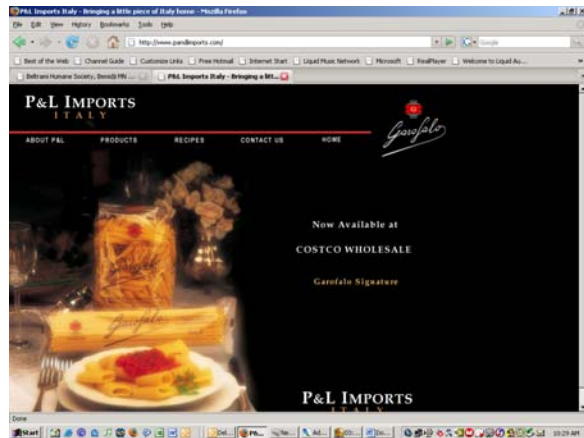 P&L Imports Italy - Bringing a little piece of Italy home - Mozilla Firefox
File Edit View History Bookmarks Tools Help
http://www.pandlimports.com/
Google
Best of the Web Channel Guide Customize Links Free Hotmail Internet Start Liquid Music Network Microsoft RealPlayer Welcome to Liquid Au...
Beltrami Humane Society, Bemidji MN ... P&L Imports Italy - Bringing a litt...
P&L IMPORTS
ITALY
Garofalo
ABOUT P&L PRODUCTS RECIPES CONTACT US HOME
Now Available at
COSTCO WHOLESALE
Garofalo Signature
Garofalo
P&L IMPORTS
ITALY
Done
Start 10:29 AM